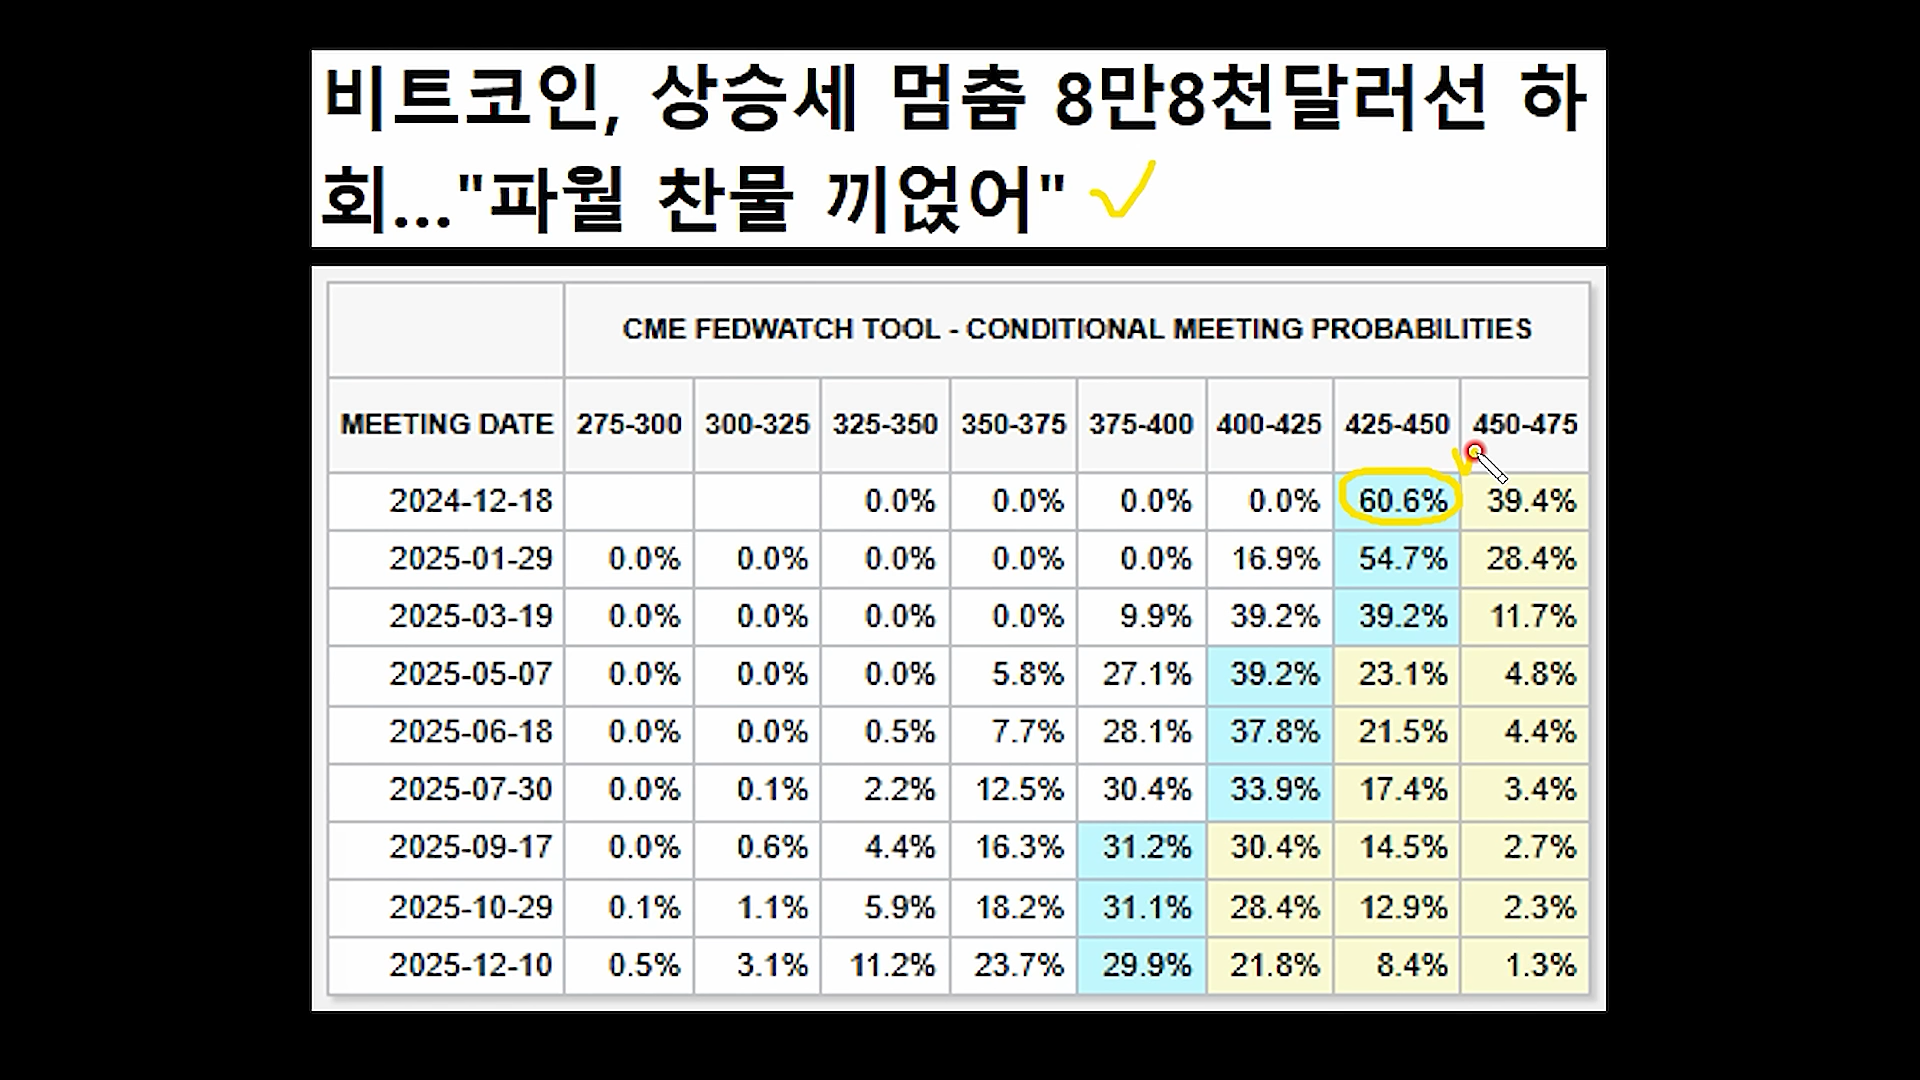 비트코인, 상승세 멈춤 8만8천달러선 하
회..."파월 찬물 끼얹어"
CME FEDWATCH TOOL - CONDITIONAL MEETING PROBABILITIES
MEETING DATE 275-300 300-325 325-350 350-375 375-400 400-425 425-450 450-475
2024-12-18 0.0% 0.0% 0.0% 0.0% 60.6% 39.4%
2025-01-29 0.0% 0.0% 0.0% 0.0% 0.0% 16.9% 54.7% 28.4%
2025-03-19 0.0% 0.0% 0.0% 0.0% 9.9% 39.2% 39.2% 11.7%
2025-05-07 0.0% 0.0% 0.0% 5.8% 27.1% 39.2% 23.1% 4.8%
2025-06-18 0.0% 0.0% 0.5% 7.7% 28.1% 37.8% 21.5% 4.4%
2025-07-30 0.0% 0.1% 2.2% 12.5% 30.4% 33.9% 17.4% 3.4%
2025-09-17 0.0% 0.6% 4.4% 16.3% 31.2% 30.4% 14.5% 2.7%
2025-10-29 0.1% 1.1% 5.9% 18.2% 31.1% 28.4% 12.9% 2.3%
2025-12-10 0.5% 3.1% 11.2% 23.7% 29.9% 21.8% 8.4% 1.3%